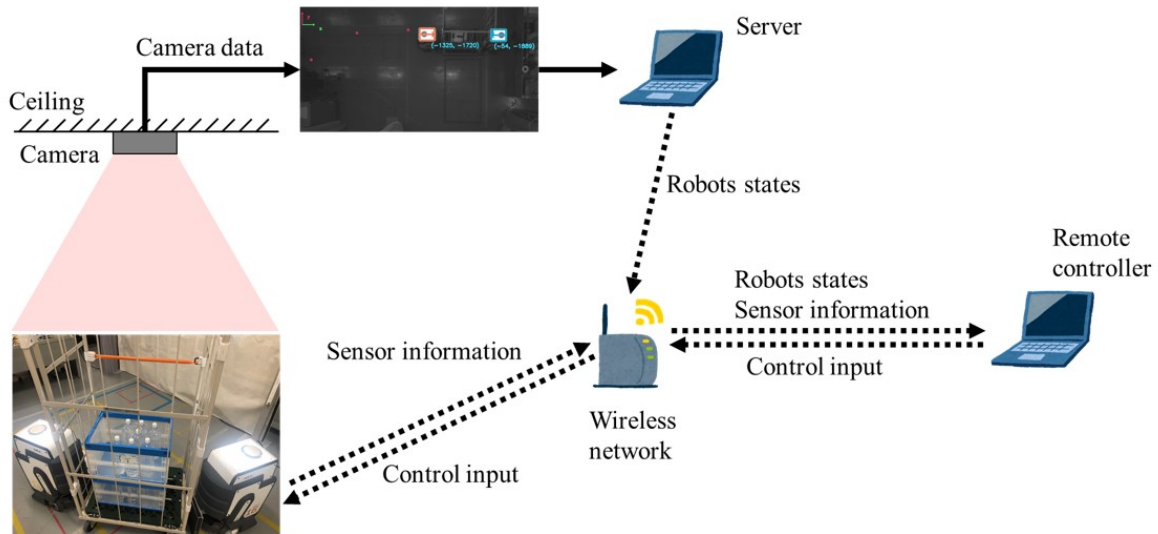 Server
Camera data
(-1325, -1720)
(-54, -1889)
Ceiling
Camera
Robots states
Remote
controller
Robots states
Sensor information
Control input
Sensor information
Control input
Wireless
network